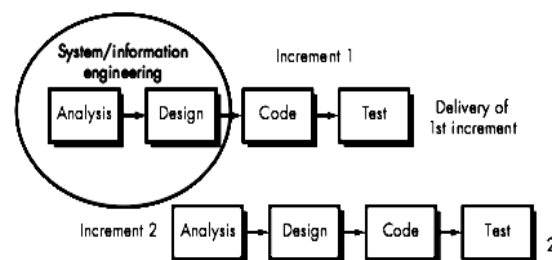 System/information
engineering
Increment 1
Analysis
Design
Code
Test
Delivery of
1st increment
Increment 2
Analysis
Design
Code
Test
2